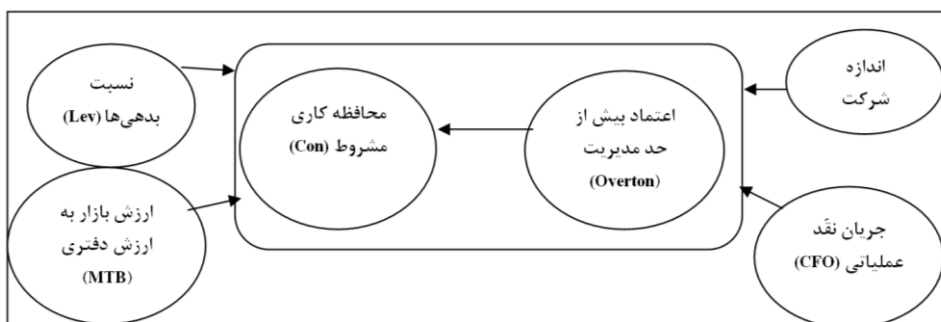 اندازه
شرکت
نسبت
بدهی‌ها (Lev)
محافظه کاری
مشروط (Con)
اعتماد بیش از
حد مدیریت
(Overton)
ارزش بازار به
ارزش دفتری
(MTB)
جریان نقد
عملیاتی (CFO)